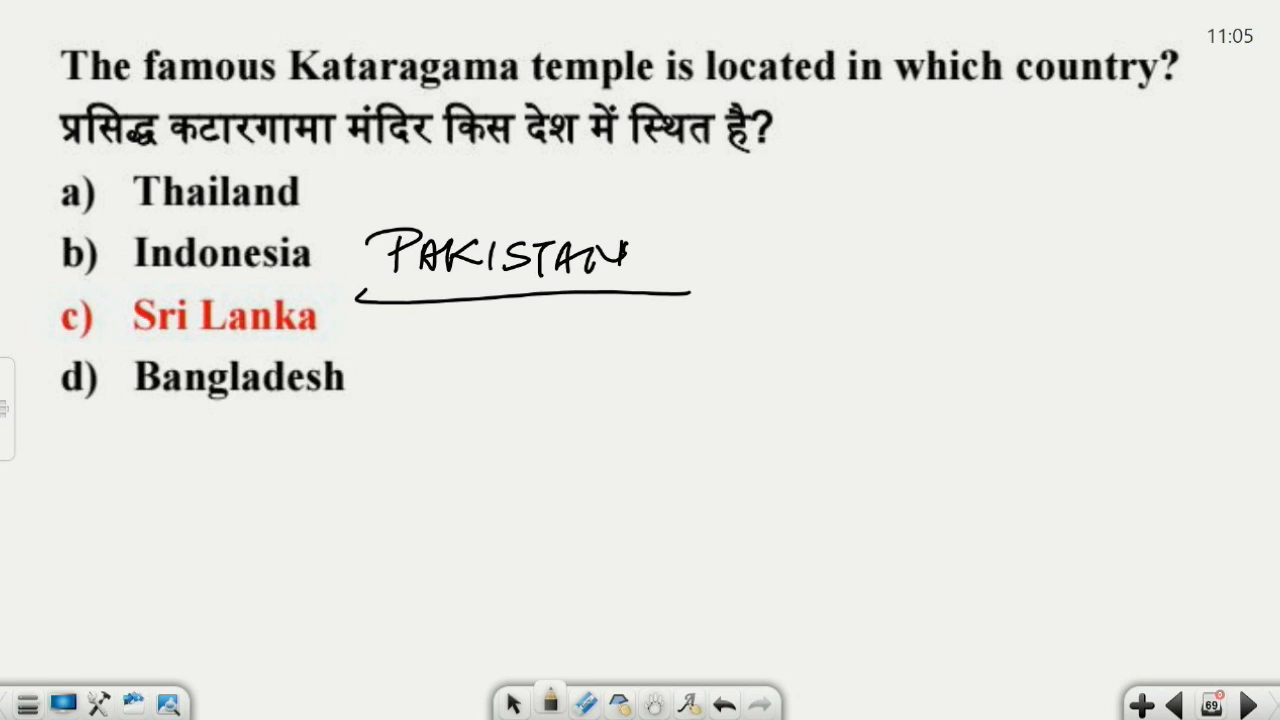 11:05
The famous Kataragama temple is located in which country?
प्रसिद्ध कटारगामा मंदिर किस देश में स्थित है?
a) Thailand
b) Indonesia PAKISTAN
c) Sri Lanka
d) Bangladesh
69